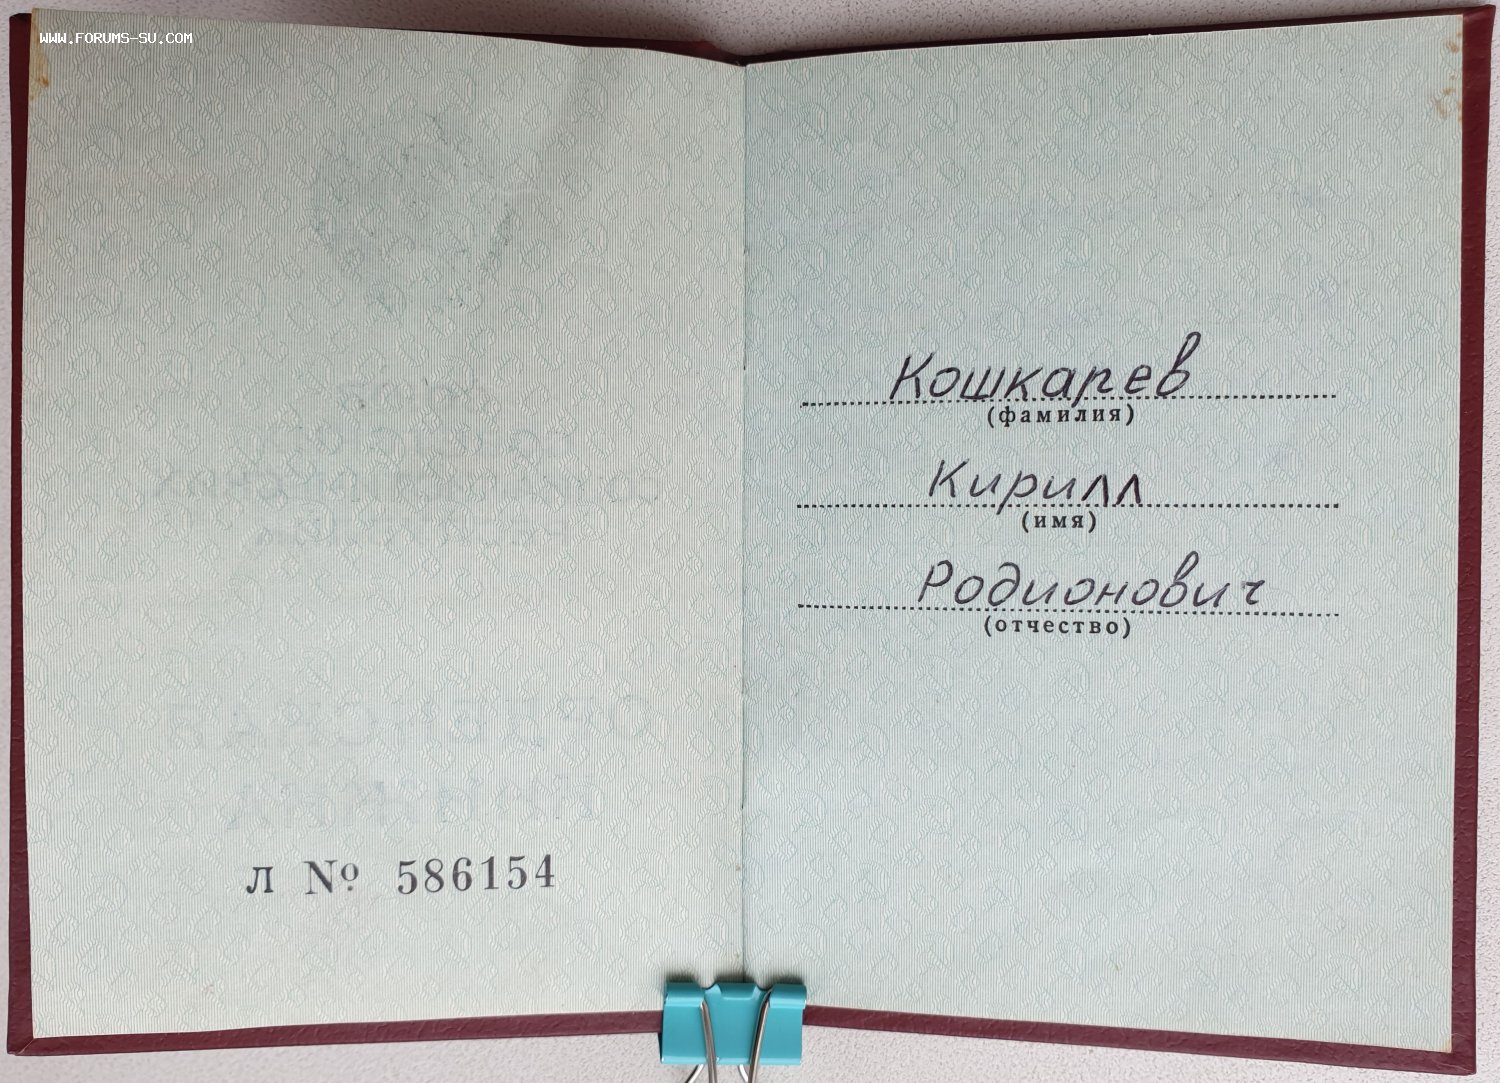 WWW.FORUMS-SU.COM
Л № 586154
Кошкарев
(фамилия)
Кирилл
(имя)
Родионович
(отчество)